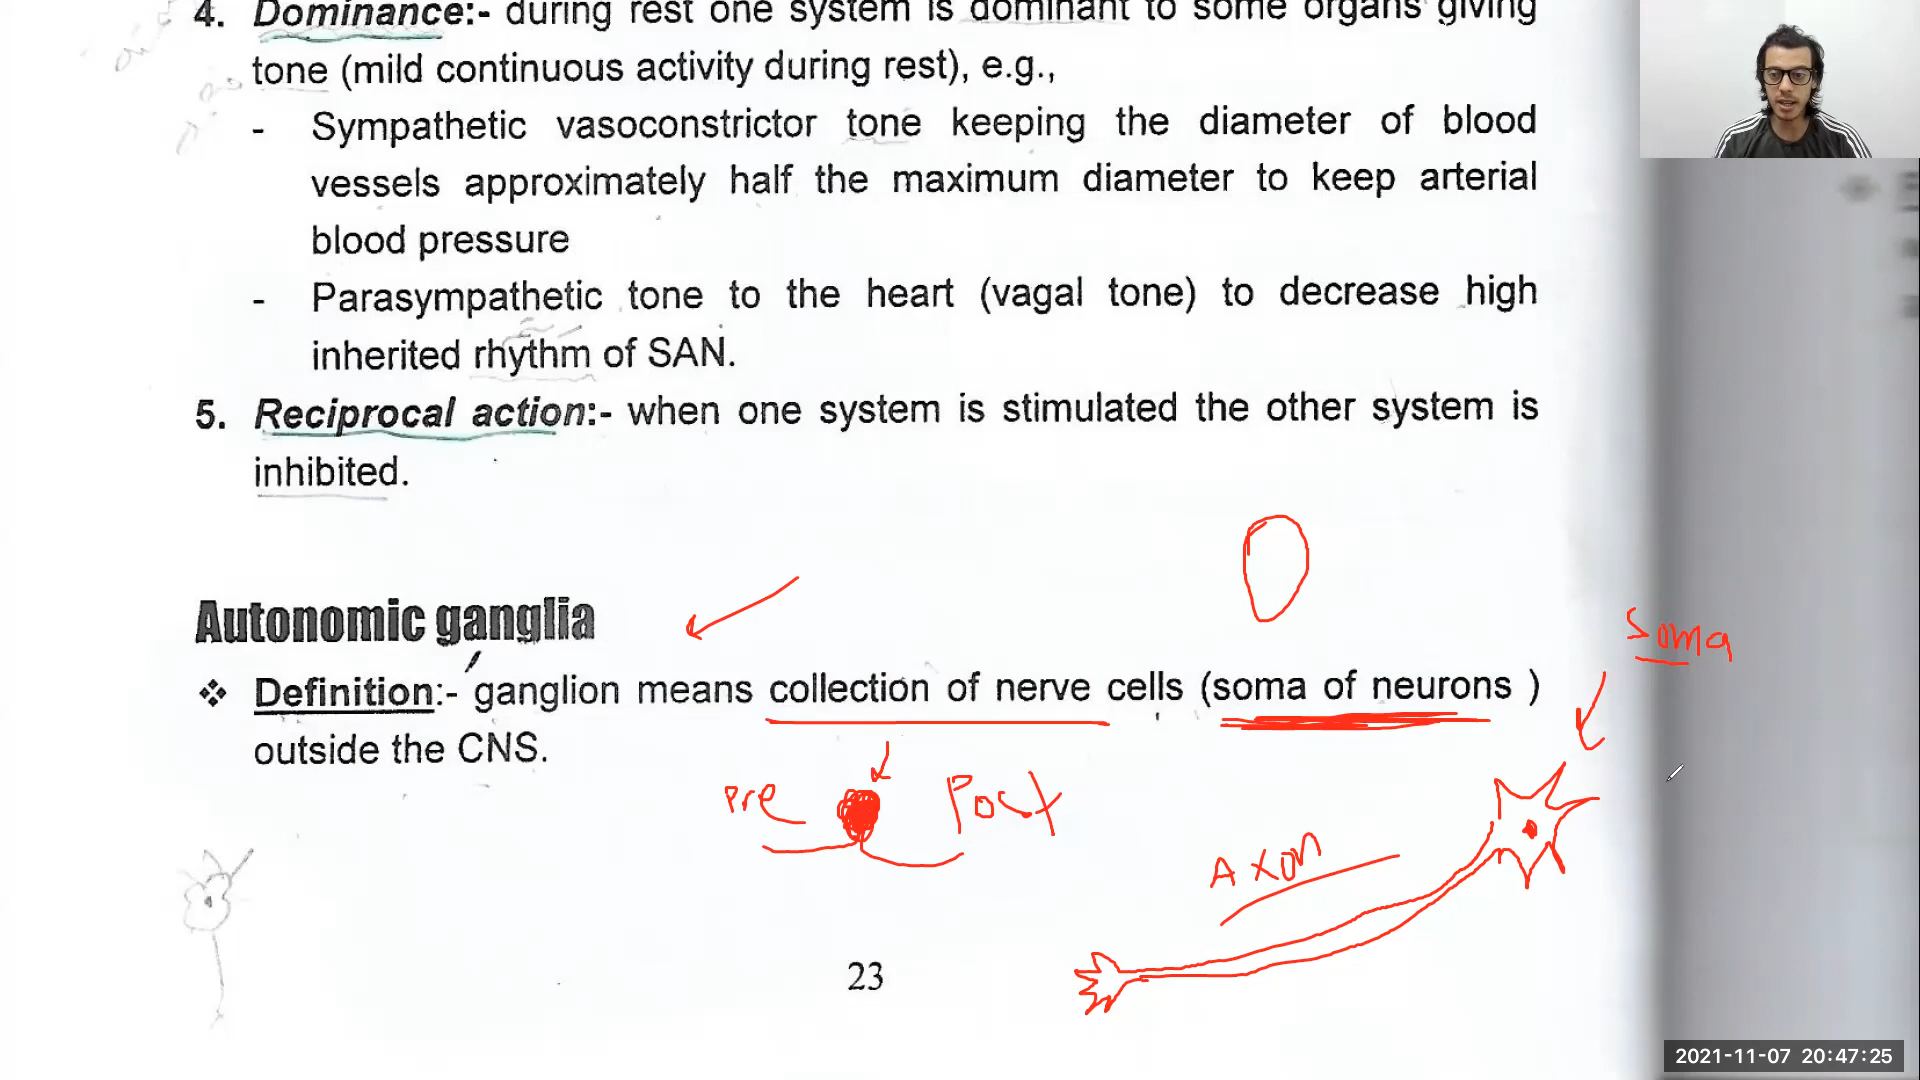 4. Dominance:- during rest one system is dominant to some organs giving
tone (mild continuous activity during rest), e.g.,
- Sympathetic vasoconstrictor tone keeping the diameter of blood
vessels approximately half the maximum diameter to keep arterial
blood pressure
- Parasympathetic tone to the heart (vagal tone) to decrease high
inherited rhythm of SAN.
5. Reciprocal action:- when one system is stimulated the other system is
inhibited.
Autonomic ganglia
Soma
❖ Definition:- ganglion means collection of nerve cells (soma of neurons )
outside the CNS.
Pre
Post
Axon
23
2021-11-07 20:47:25